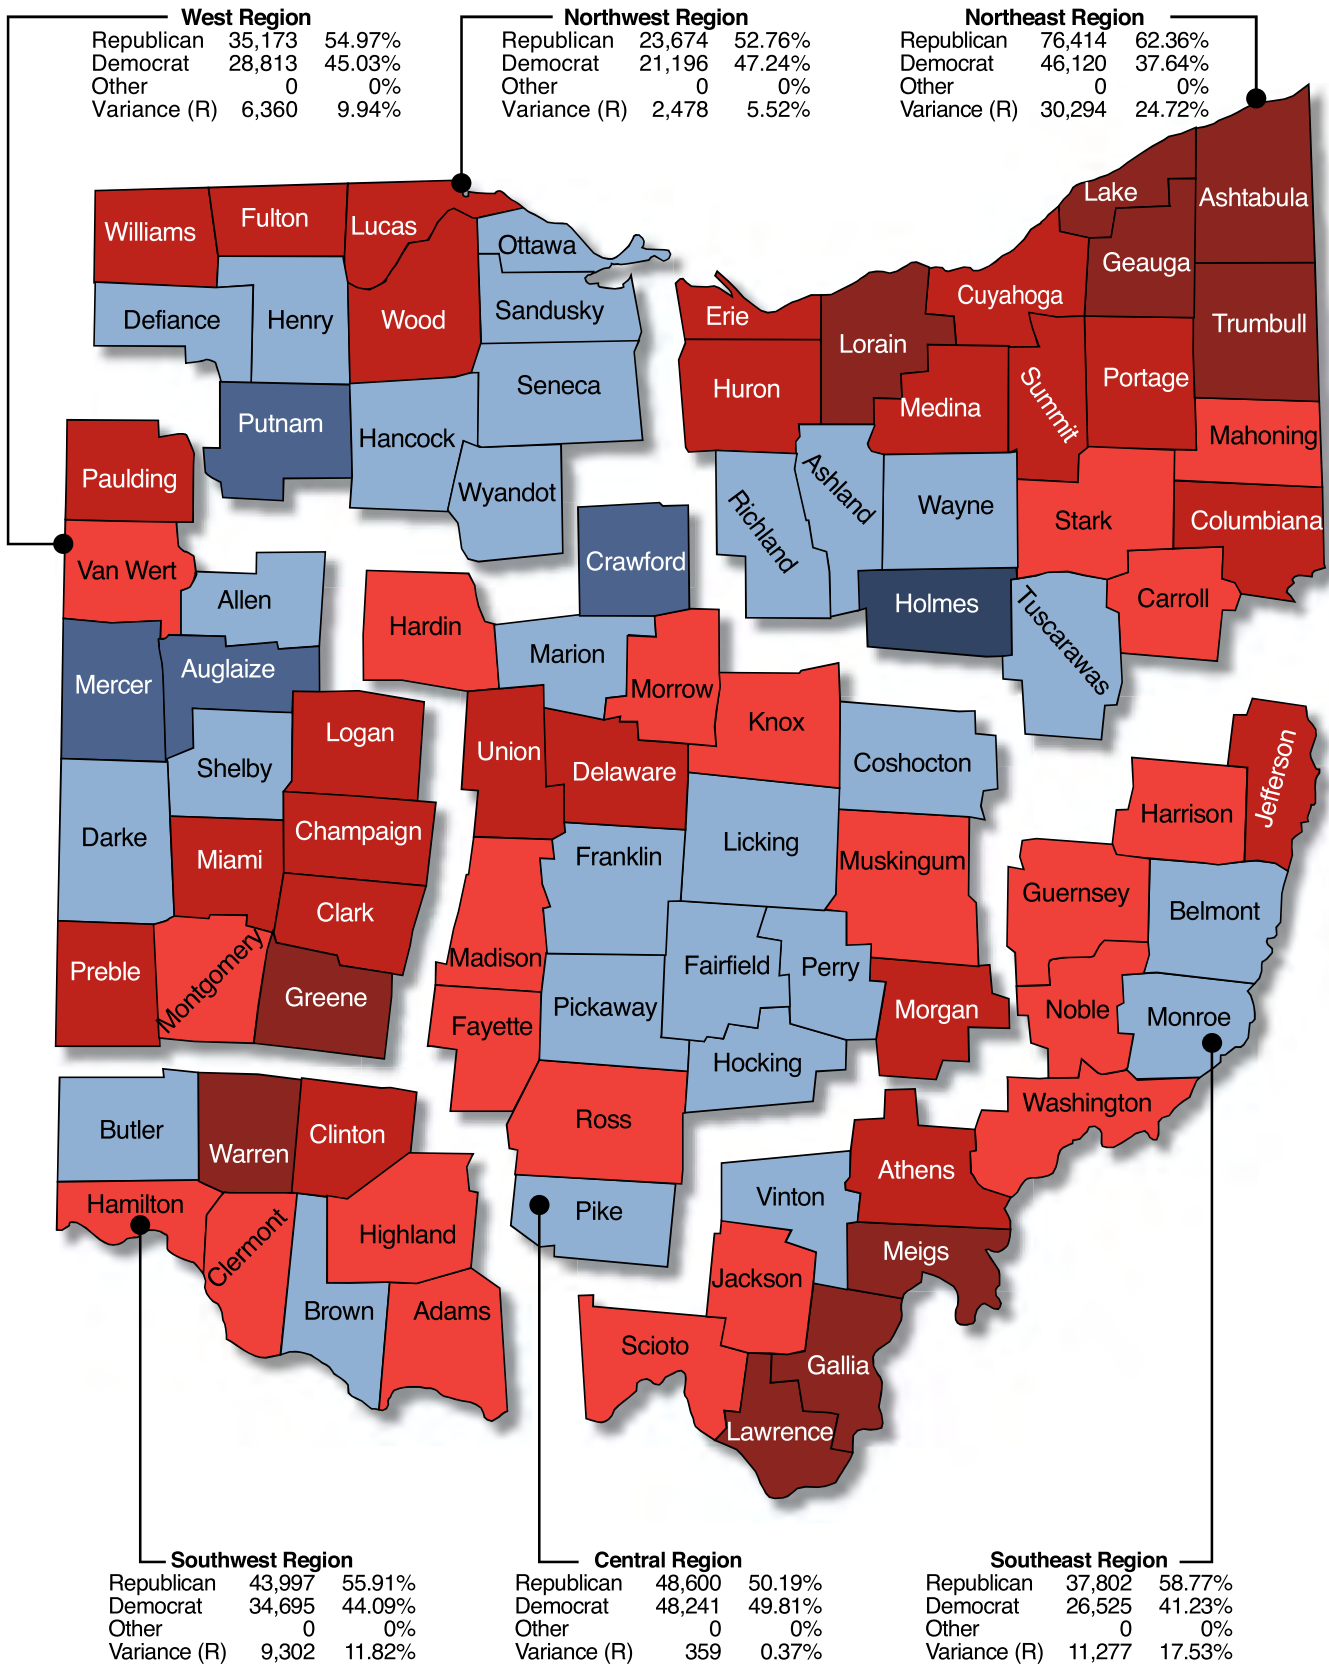 West Region
Republican 35,173 54.97%
Democrat 28,813 45.03%
Other 0 0%
Variance (R) 6,360 9.94%
Northwest Region
Republican 23,674 52.76%
Democrat 21,196 47.24%
Other 0 0%
Variance (R) 2,478 5.52%
Northeast Region
Republican 76,414 62.36%
Democrat 46,120 37.64%
Other 0 0%
Variance (R) 30,294 24.72%
Williams
Fulton
Lucas
Ottawa
Defiance
Henry
Wood
Sandusky
Seneca
Putnam
Hancock
Wyandot
Lake
Ashtabula
Geauga
Cuyahoga
Erie
Lorain
Trumbull
Huron
Medina
Summit
Portage
Mahoning
Richland
Ashland
Wayne
Stark
Columbiana
Holmes
Tuscarawas
Carroll
Paulding
Van Wert
Allen
Mercer
Auglaize
Logan
Shelby
Darke
Champaign
Miami
Clark
Preble
Montgomery
Greene
Crawford
Hardin
Marion
Morrow
Knox
Union
Delaware
Coshocton
Licking
Franklin
Muskingum
Madison
Fairfield
Perry
Pickaway
Fayette
Morgan
Hocking
Ross
Pike
Jefferson
Harrison
Guernsey
Belmont
Noble
Monroe
Washington
Athens
Vinton
Meigs
Jackson
Scioto
Gallia
Lawrence
Butler
Warren
Clinton
Hamilton
Clermont
Highland
Brown
Adams
Southwest Region
Republican 43,997 55.91%
Democrat 34,695 44.09%
Other 0 0%
Variance (R) 9,302 11.82%
Central Region
Republican 48,600 50.19%
Democrat 48,241 49.81%
Other 0 0%
Variance (R) 359 0.37%
Southeast Region
Republican 37,802 58.77%
Democrat 26,525 41.23%
Other 0 0%
Variance (R) 11,277 17.53%